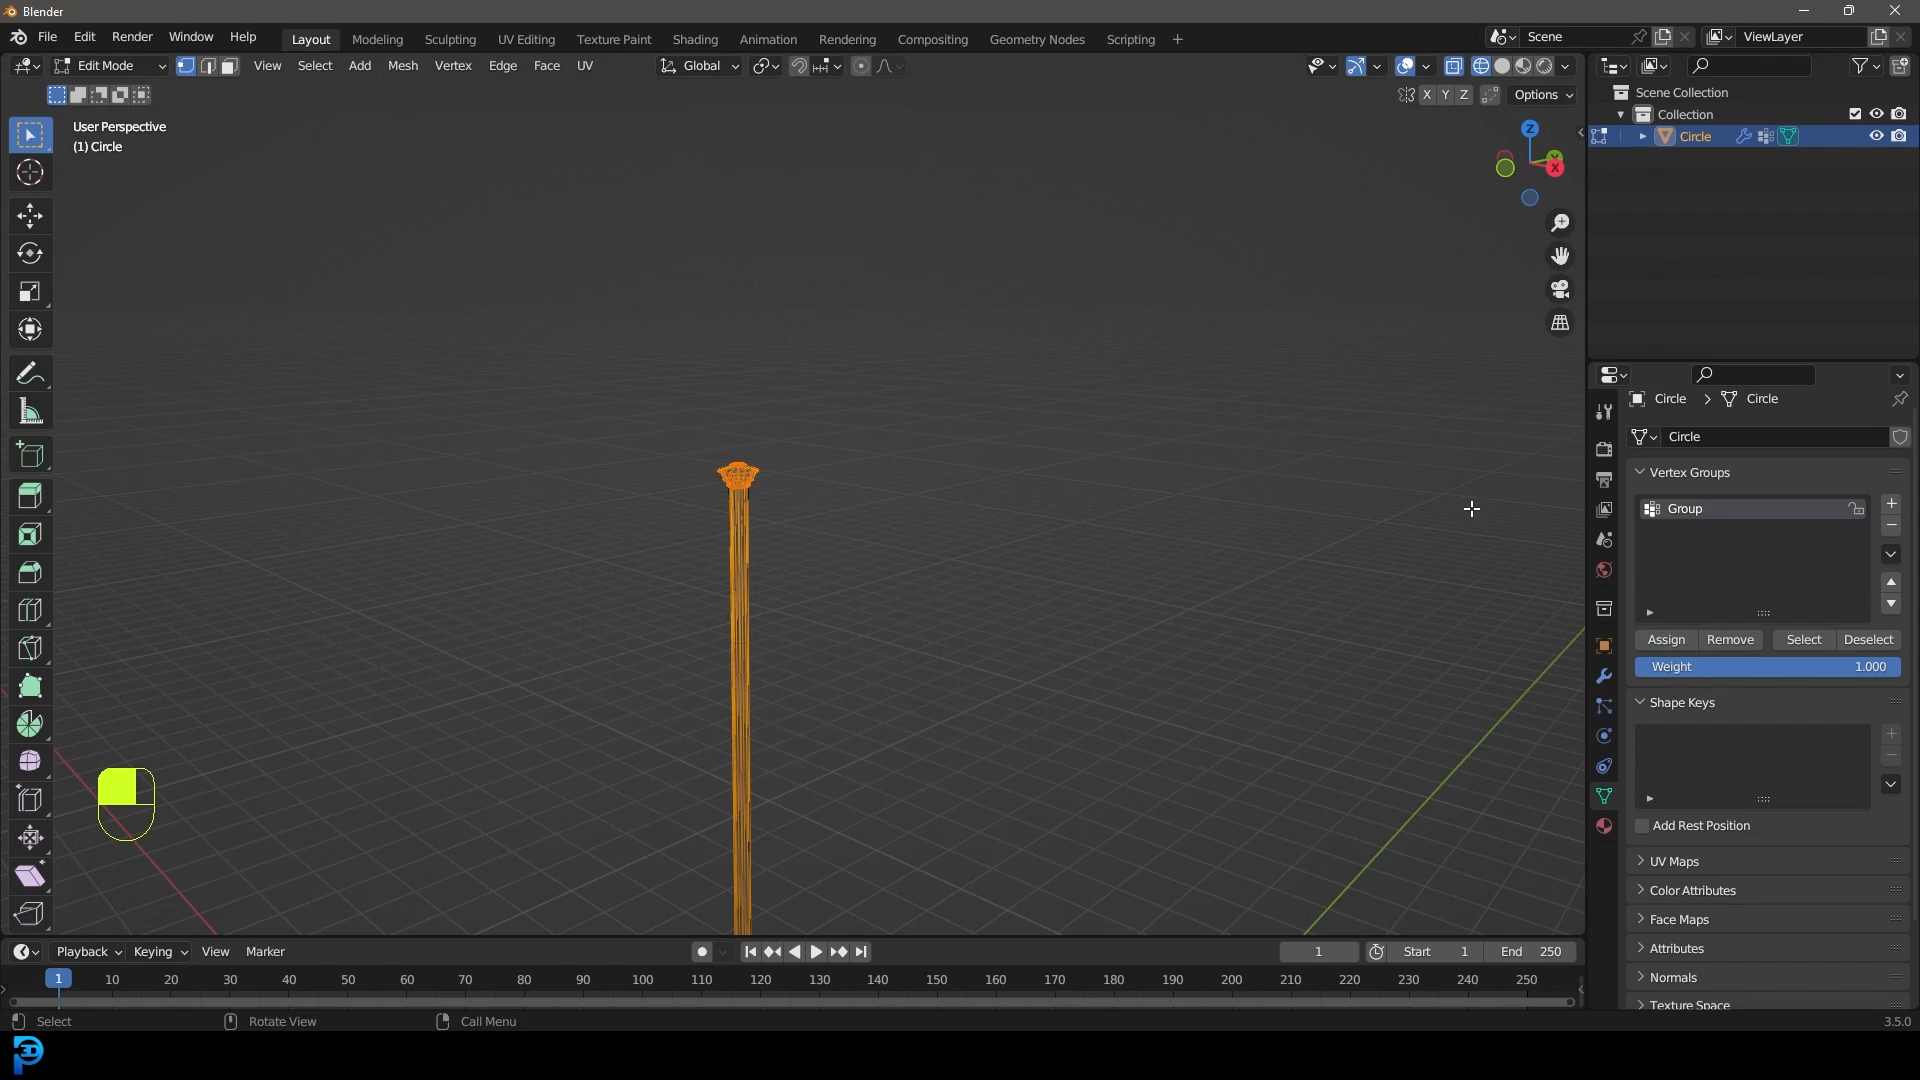 Blender
File Edit Render Window Help Layout Modeling Sculpting UV Editing Texture Paint Shading Animation Rendering Compositing Geometry Nodes Scripting + Scene ViewLayer
Edit Mode View Select Add Mesh Vertex Edge Face UV Global
X Y Z Options
User Perspective
(1) Circle
Z
Y
X
Scene Collection
Collection
Circle
Circle > Circle
Circle
Vertex Groups
Group
Assign Remove Select Deselect
Weight 1.000
Shape Keys
Add Rest Position
UV Maps
Color Attributes
Face Maps
Attributes
Normals
Texture Space
Playback Keying View Marker 1 Start 1 End 250
1 10 20 30 40 50 60 70 80 90 100 110 120 130 140 150 160 170 180 190 200 210 220 230 240 250
Select Rotate View Call Menu 3.5.0